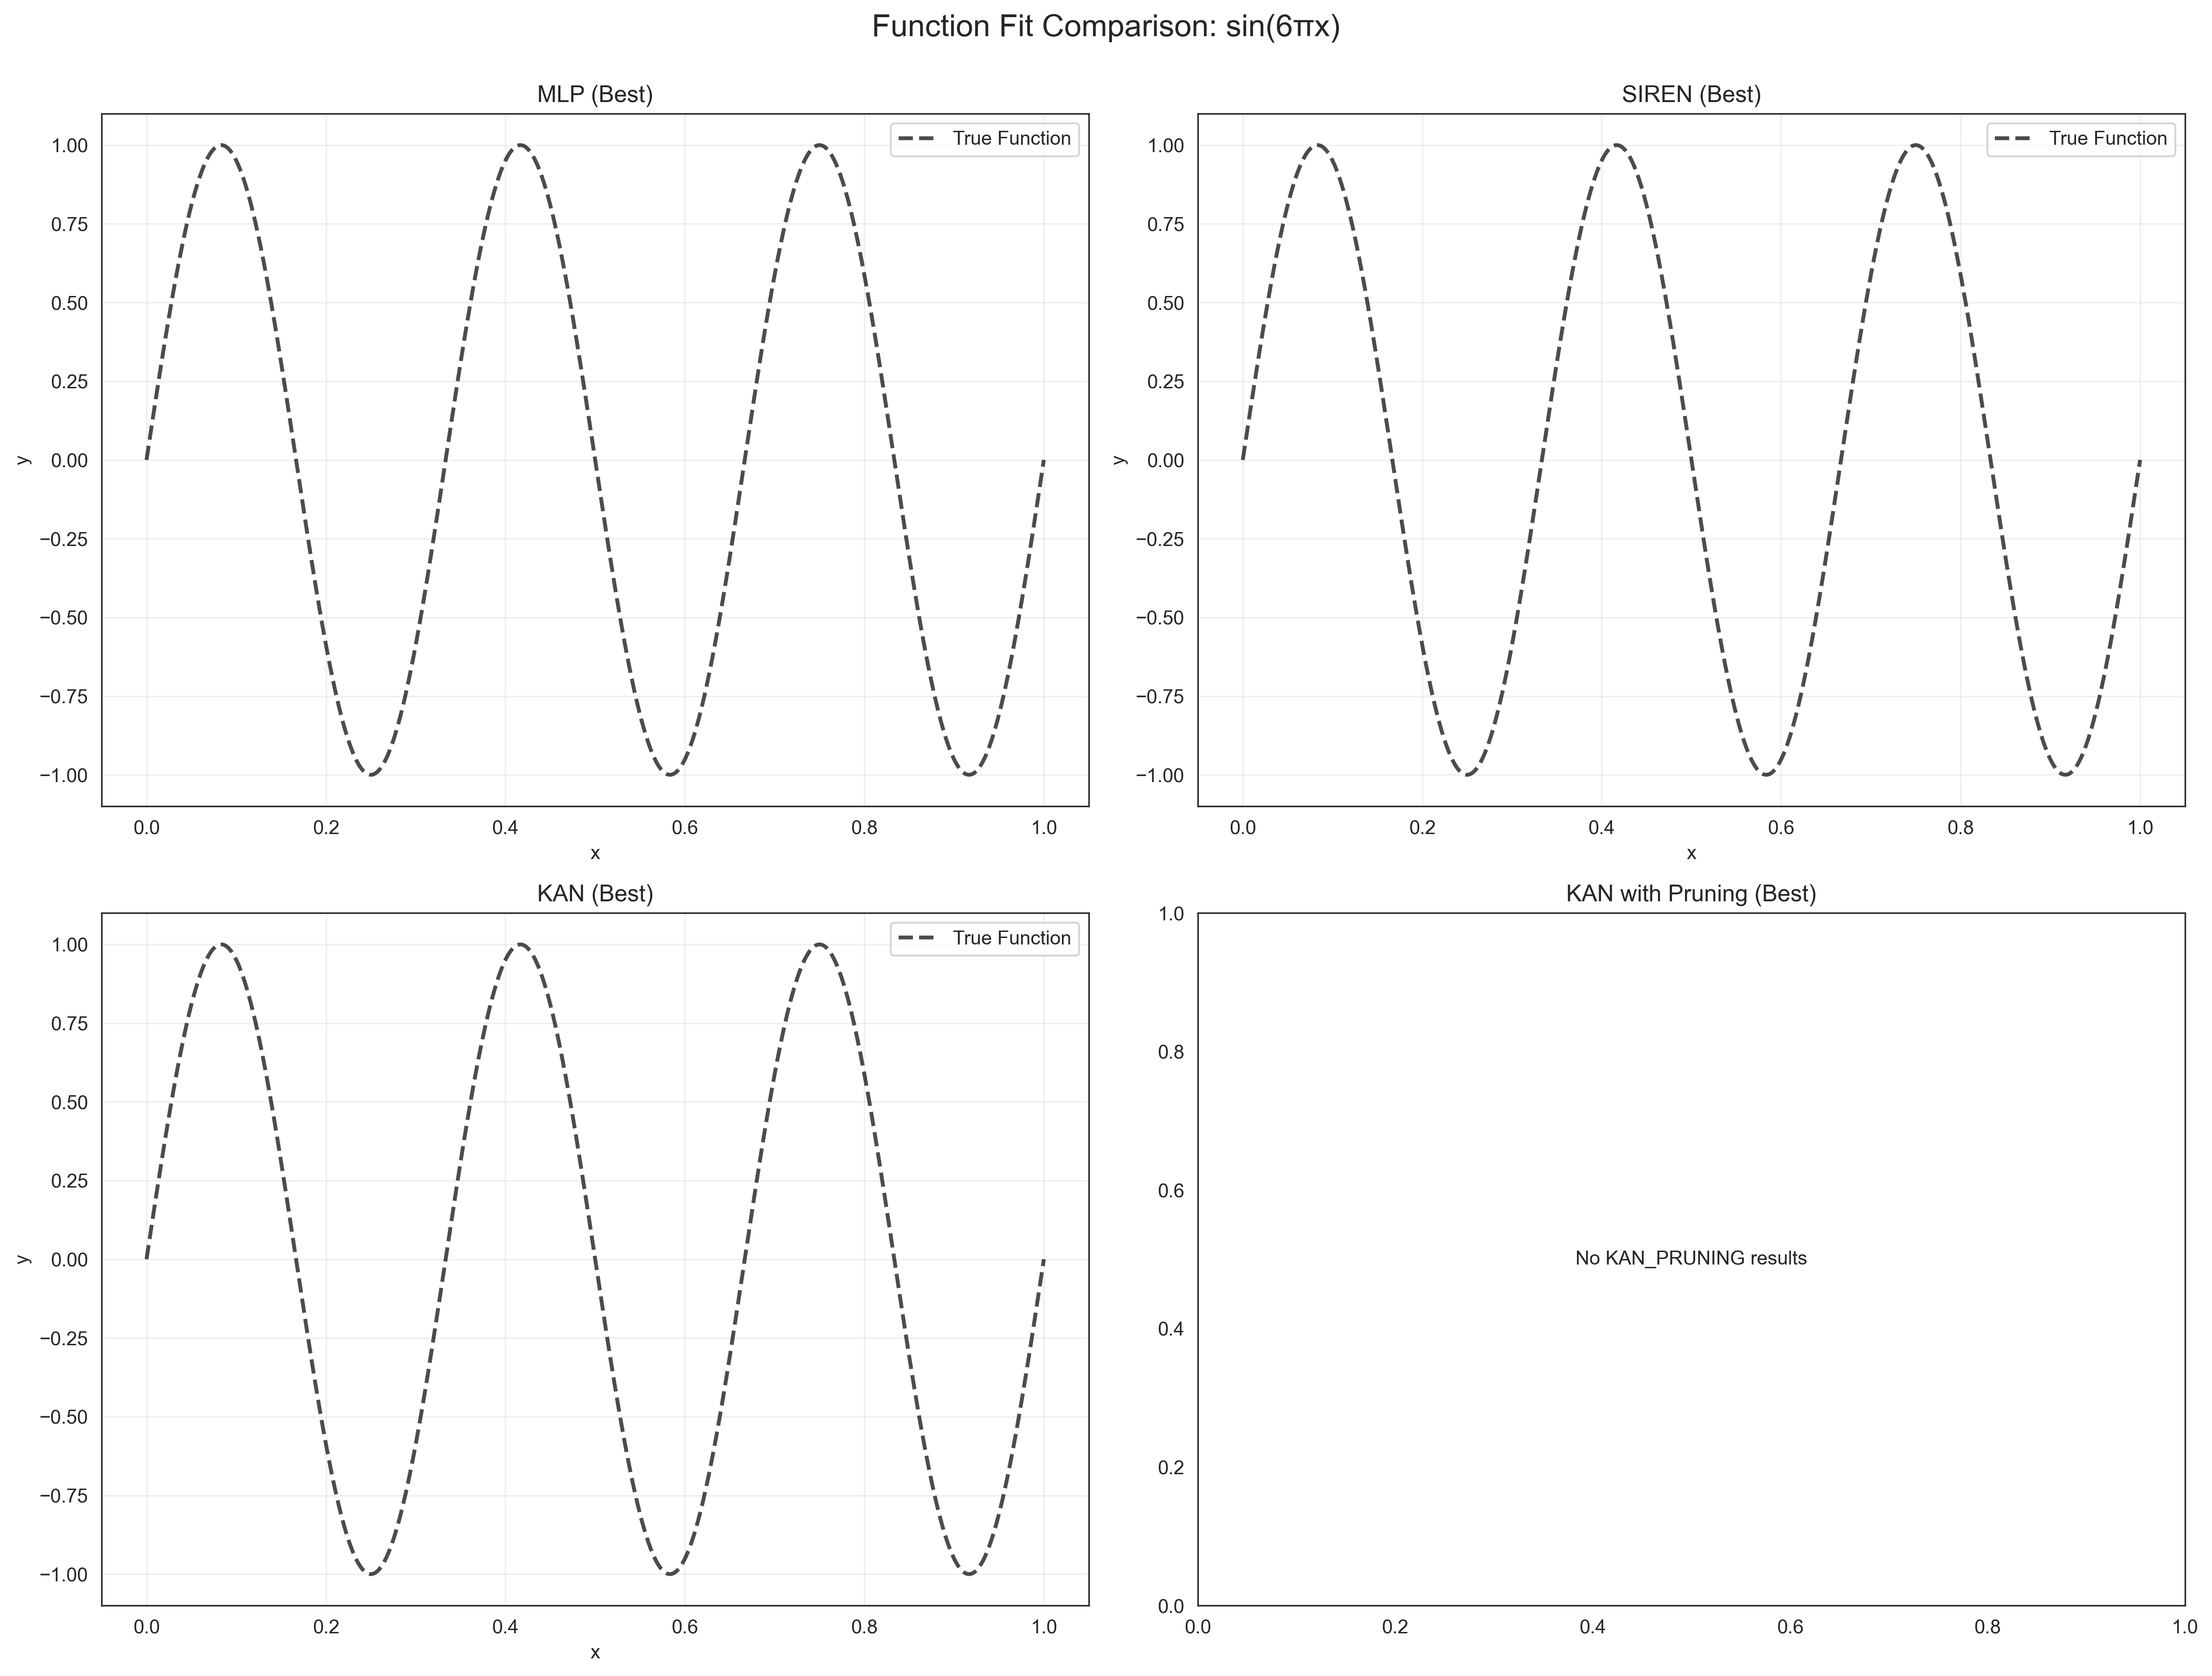 Function Fit Comparison: sin(6πx)
MLP (Best)
True Function
1.00
0.75
0.50
0.25
0.00
−0.25
−0.50
−0.75
−1.00
y
0.0 0.2 0.4 0.6 0.8 1.0
x
SIREN (Best)
True Function
1.00
0.75
0.50
0.25
0.00
−0.25
−0.50
−0.75
−1.00
y
0.0 0.2 0.4 0.6 0.8 1.0
x
KAN (Best)
True Function
1.00
0.75
0.50
0.25
0.00
−0.25
−0.50
−0.75
−1.00
y
0.0 0.2 0.4 0.6 0.8 1.0
x
KAN with Pruning (Best)
1.0
0.8
0.6
No KAN_PRUNING results
0.4
0.2
0.0
0.0 0.2 0.4 0.6 0.8 1.0